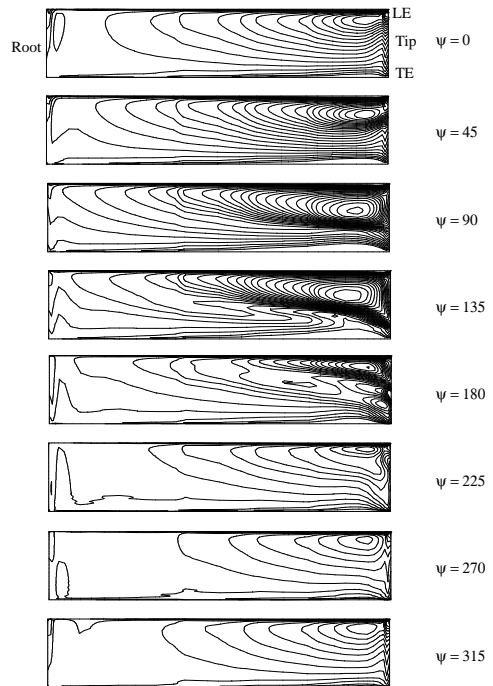 LE
Root
Tip
ψ = 0
TE
ψ = 45
ψ = 90
ψ = 135
ψ = 180
ψ = 225
ψ = 270
ψ = 315